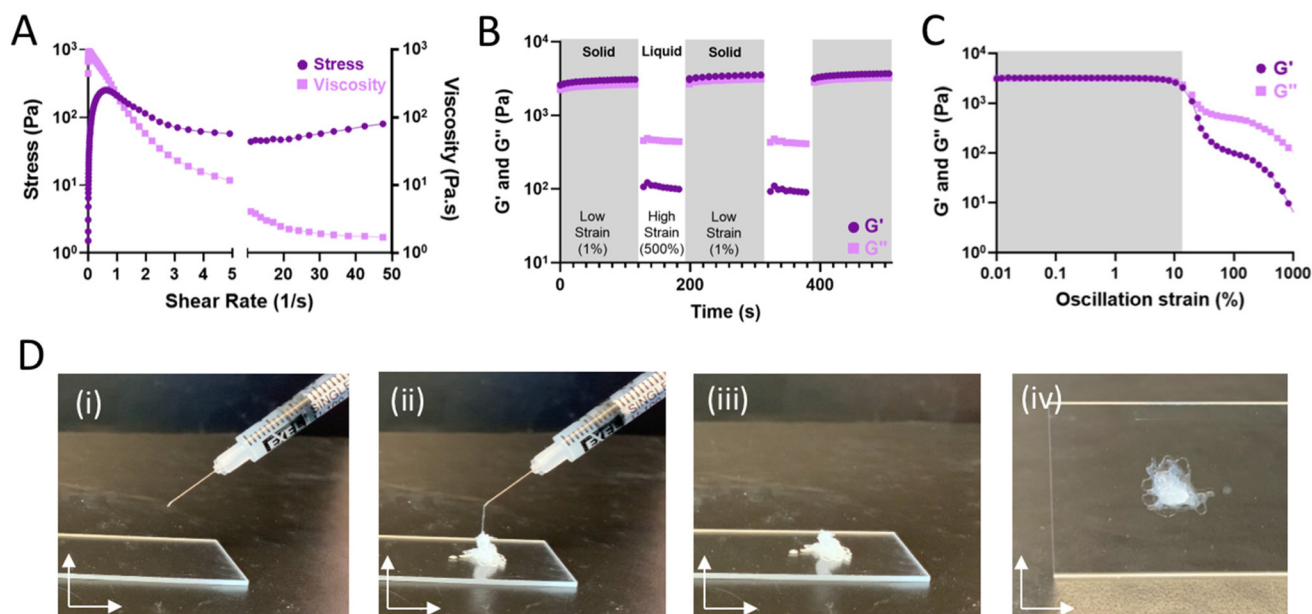 A
Stress (Pa)
10³
10²
10¹
10⁰
Stress
Viscosity
10³
10²
10¹
10⁰
Viscosity (Pa.s)
0 1 2 3 4 5 20 30 40 50
Shear Rate (1/s)
B
G' and G'' (Pa)
10⁴
10³
10²
10¹
Solid Liquid Solid
Low Strain (1%)
High Strain (500%)
Low Strain (1%)
G'
G''
0 200 400
Time (s)
C
G' and G'' (Pa)
10⁴
10³
10²
10¹
10⁰
G'
G''
0.01 0.1 1 10 100 1000
Oscillation strain (%)
D
(i)
EXEL
(ii)
EXEL
(iii)
(iv)